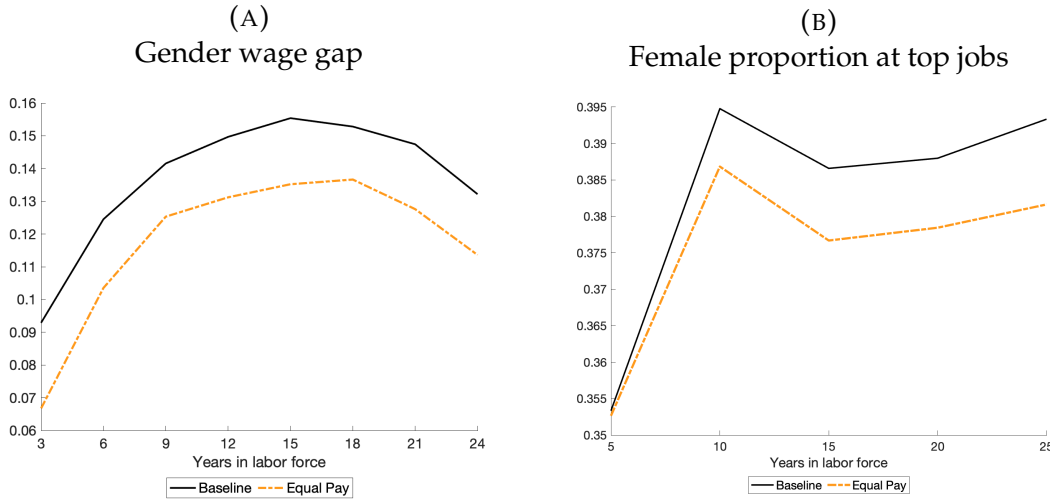 (A)
Gender wage gap
0.16
0.15
0.14
0.13
0.12
0.11
0.1
0.09
0.08
0.07
0.06
3 6 9 12 15 18 21 24
Years in labor force
Baseline Equal Pay
(B)
Female proportion at top jobs
0.395
0.39
0.385
0.38
0.375
0.37
0.365
0.36
0.355
0.35
5 10 15 20 25
Years in labor force
Baseline Equal Pay